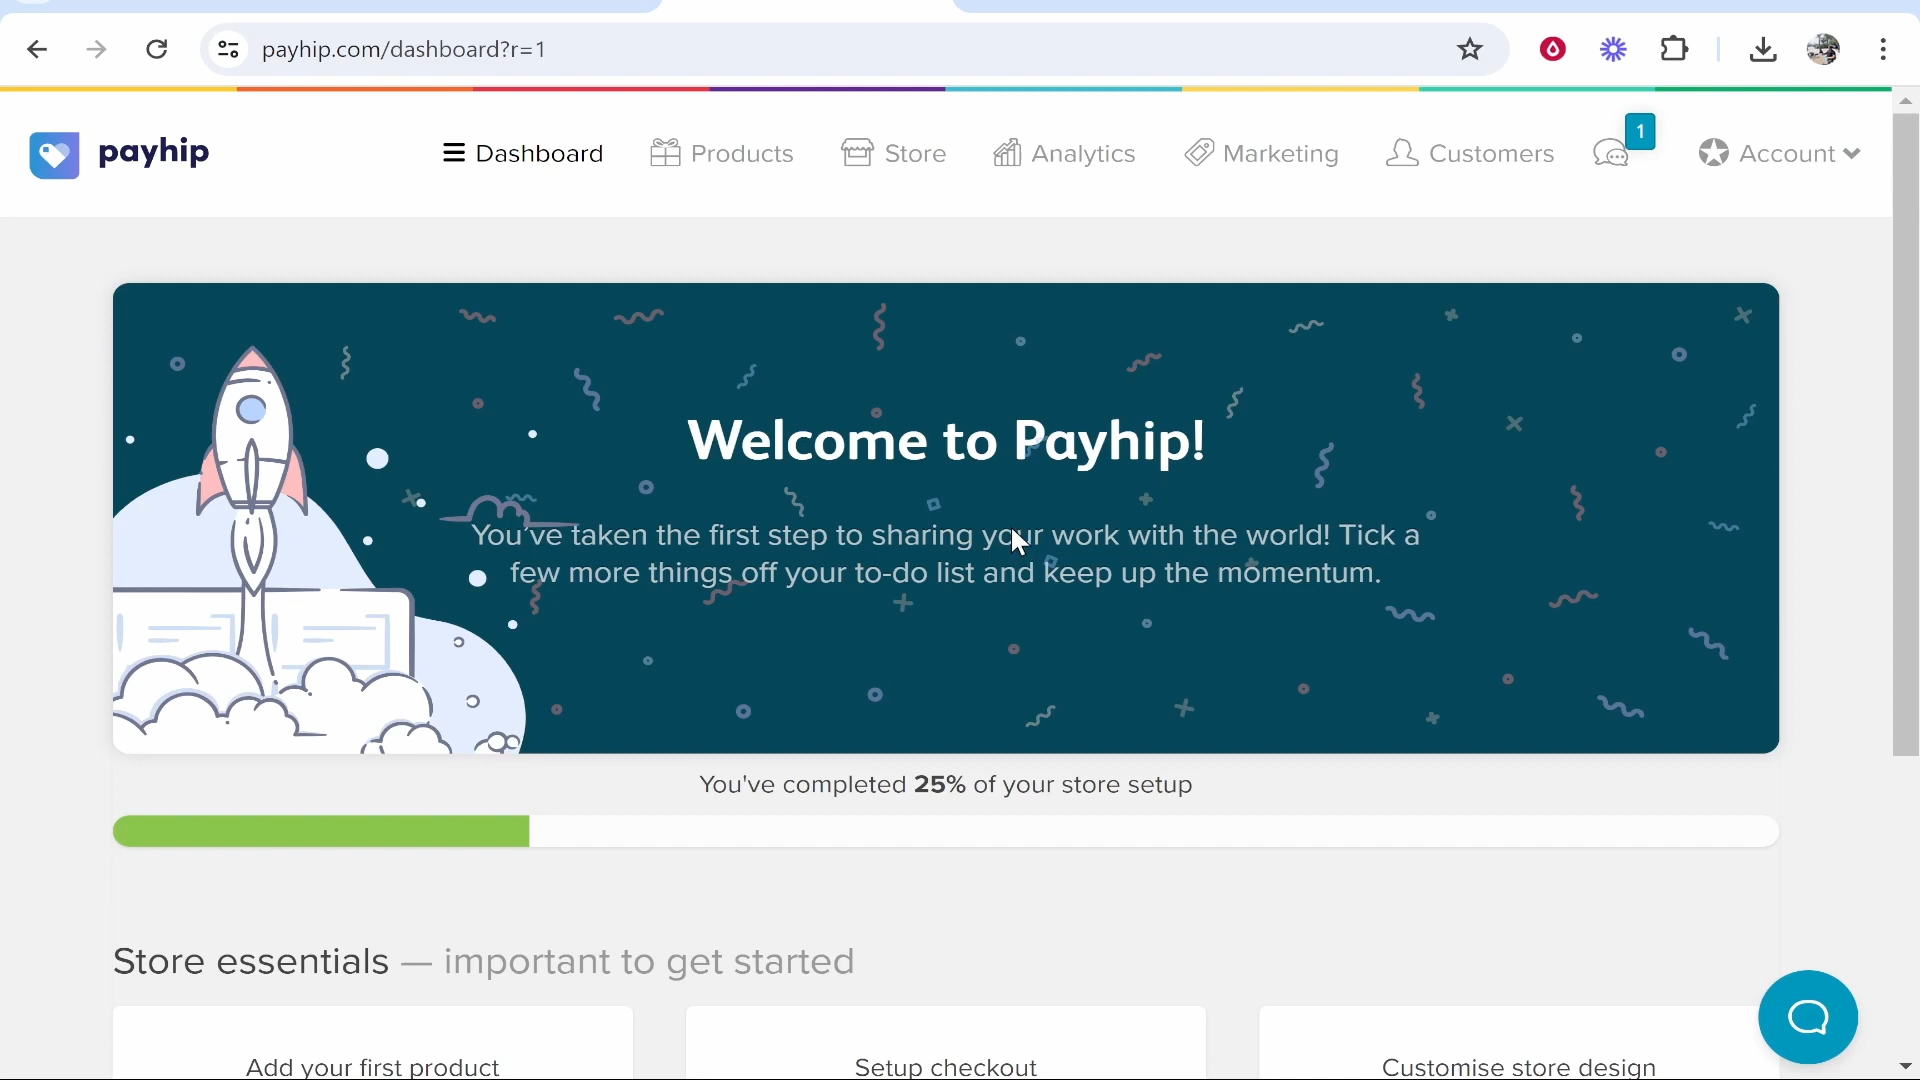 payhip.com/dashboard?r=1
payhip
Dashboard
Products
Store
Analytics
Marketing
Customers
1
Account
Welcome to Payhip!
You've taken the first step to sharing your work with the world! Tick a
few more things off your to-do list and keep up the momentum.
You've completed 25% of your store setup
Store essentials — important to get started
Add your first product
Setup checkout
Customise store design